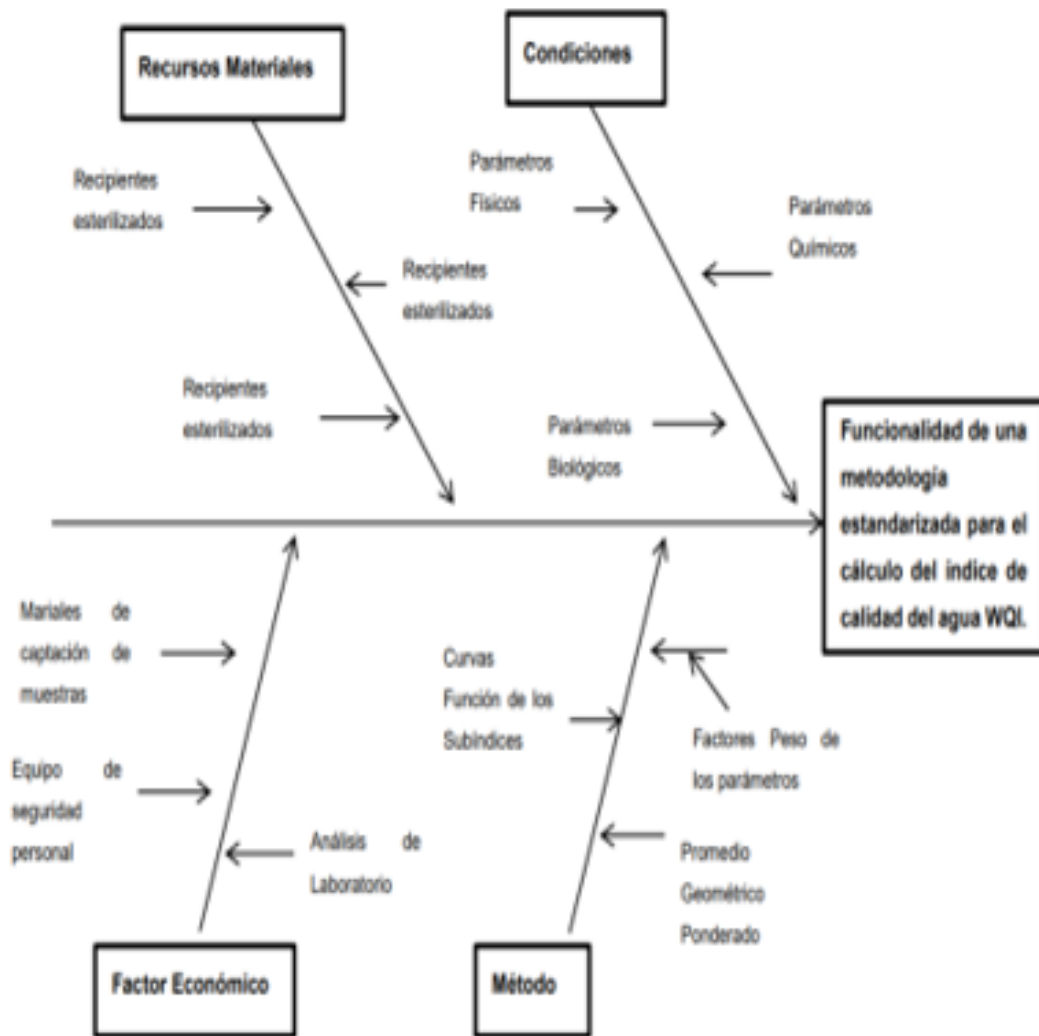 Recursos Materiales
Condiciones
Recipientes
esterilizados
Parámetros
Físicos
Parámetros
Químicos
Recipientes
esterilizados
Recipientes
esterilizados
Parámetros
Biológicos
Funcionalidad de una
metodología
estandarizada para el
cálculo del indice de
calidad del agua WQI.
Mariales de
captación de
muestras
Curvas
Función de los
Subíndices
Factores Peso de
los parámetros
Equipo de
seguridad
personal
Análisis de
Laboratorio
Promedio
Geométrico
Ponderado
Factor Económico
Método